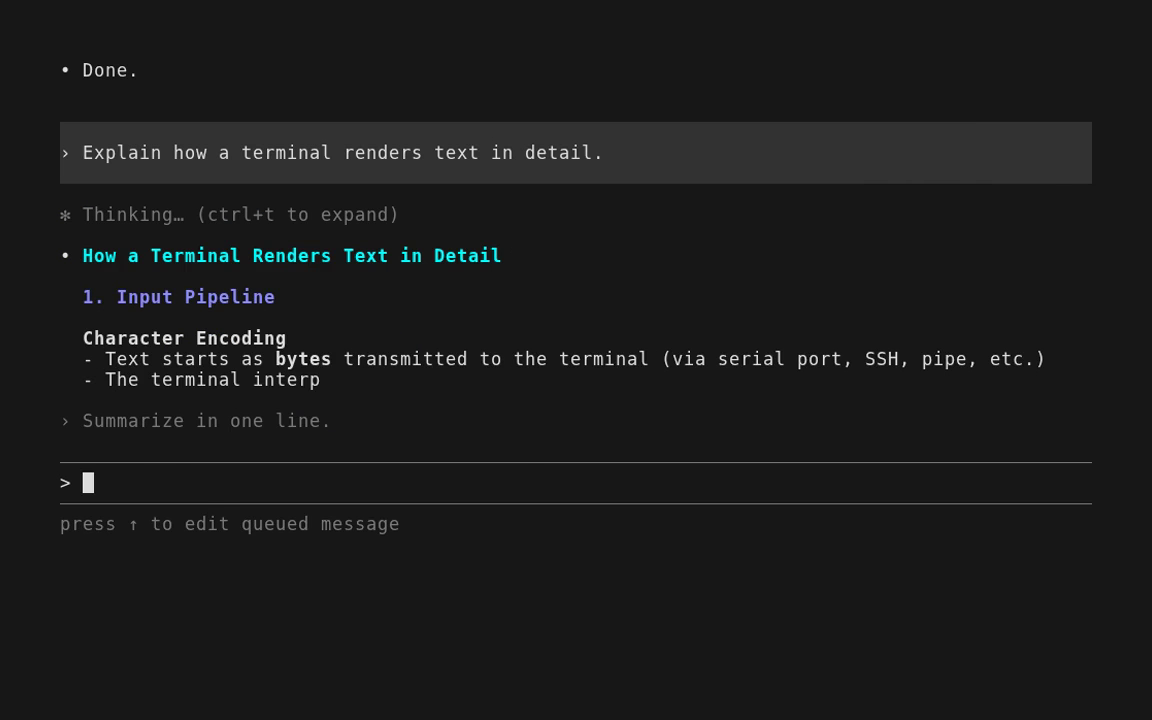 • Done.
› Explain how a terminal renders text in detail.
✻ Thinking… (ctrl+t to expand)
• How a Terminal Renders Text in Detail
1. Input Pipeline
Character Encoding
- Text starts as bytes transmitted to the terminal (via serial port, SSH, pipe, etc.)
- The terminal interp
› Summarize in one line.
>
press ↑ to edit queued message